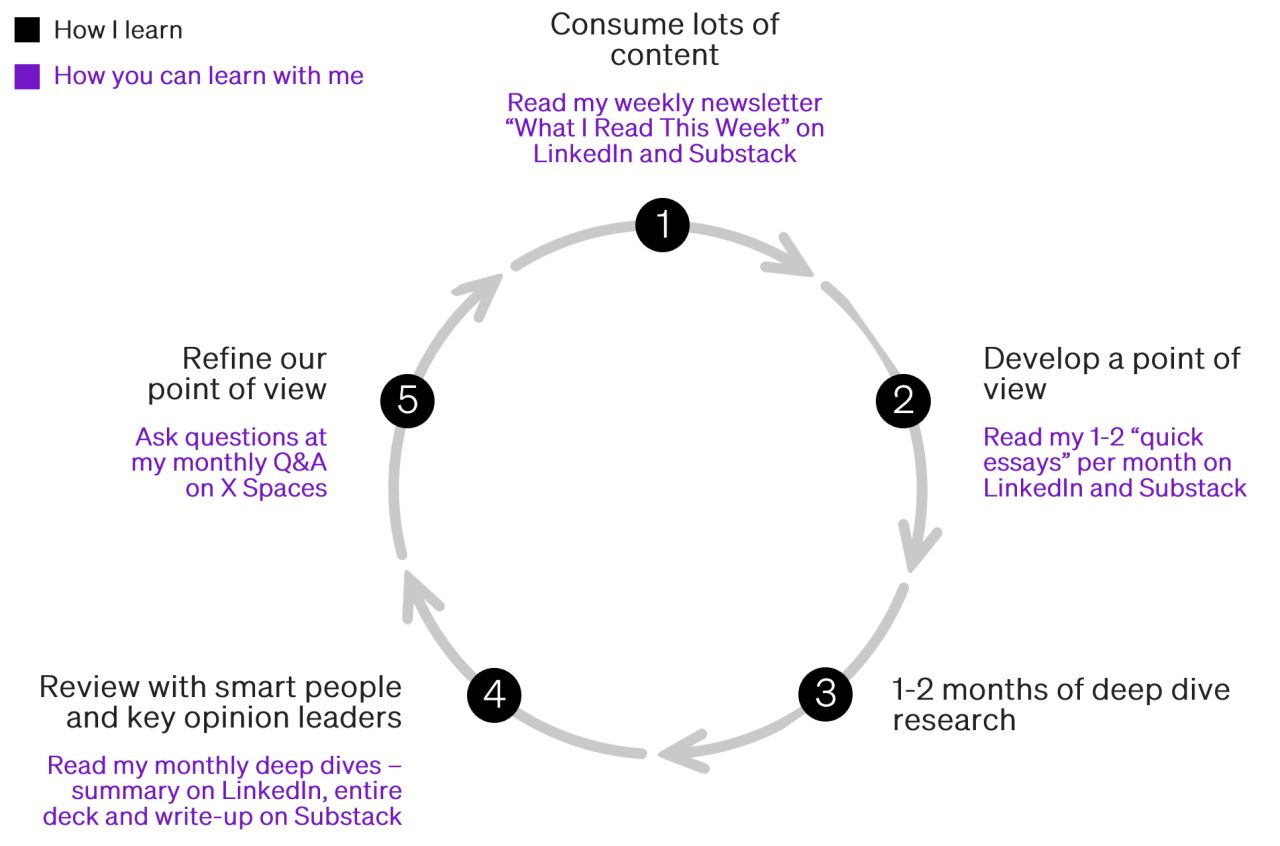 How I learn
How you can learn with me
Consume lots of
content
Read my weekly newsletter
“What I Read This Week” on
LinkedIn and Substack
1
2
Develop a point of
view
Read my 1-2 “quick
essays” per month on
LinkedIn and Substack
3
1-2 months of deep dive
research
4
Review with smart people
and key opinion leaders
Read my monthly deep dives –
summary on LinkedIn, entire
deck and write-up on Substack
5
Refine our
point of view
Ask questions at
my monthly Q&A
on X Spaces